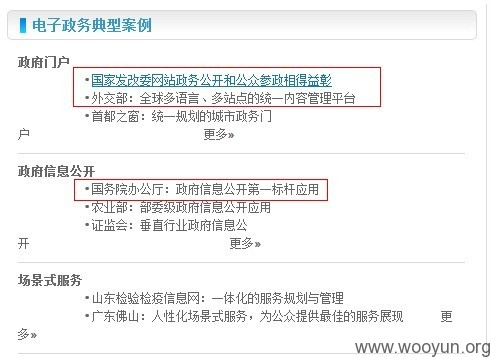 电子政务典型案例
政府门户
•国家发改委网站政务公开和公众参政相得益彰
•外交部：全球多语言、多站点的统一内容管理平台
•首都之窗：统一规划的城市政务门
户 更多»
政府信息公开
•国务院办公厅：政府信息公开第一标杆应用
•农业部：部委级政府信息公开应用
•证监会：垂直行业政府信息公
开 更多»
场景式服务
•山东检验检疫信息网：一体化的服务规划与管理
•广东佛山：人性化场景式服务，为公众提供最佳的服务展现 更
多»
www.wooyun.org